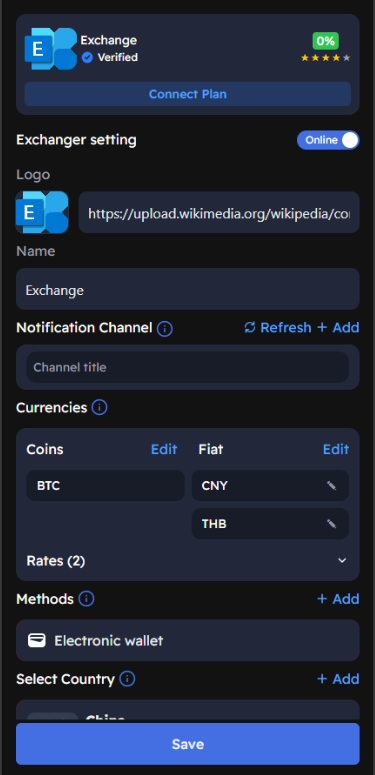 E
Exchange
Verified
0%
Connect Plan
Exchanger setting
Online
Logo
E
https://upload.wikimedia.org/wikipedia/co
Name
Exchange
Notification Channel
Refresh + Add
Channel title
Currencies
Coins
Edit
Fiat
Edit
BTC
CNY
THB
Rates (2)
Methods
+ Add
Electronic wallet
Select Country
+ Add
Save